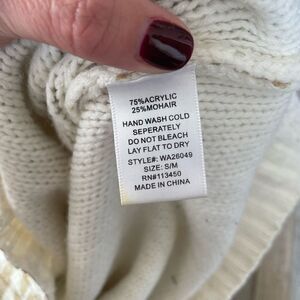 75%ACRYLIC
25%MOHAIR
HAND WASH COLD
SEPERATELY
DO NOT BLEACH
LAY FLAT TO DRY
STYLE#: WA26049
SIZE: S/M
RN#113450
MADE IN CHINA